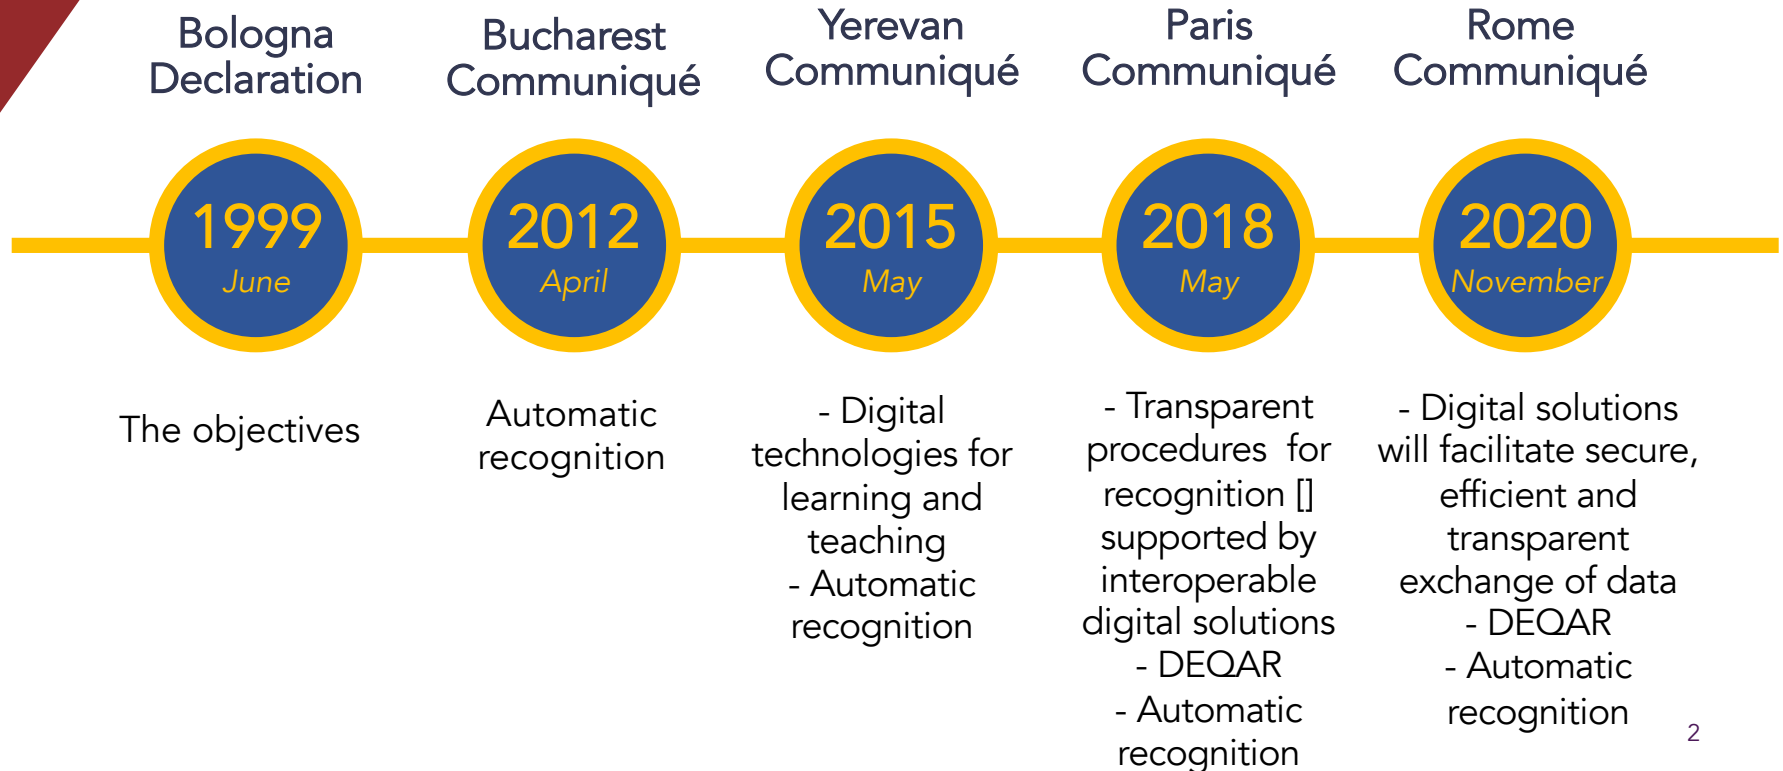 Bologna
Declaration
Bucharest
Communiqué
Yerevan
Communiqué
Paris
Communiqué
Rome
Communiqué
1999
June
2012
April
2015
May
2018
May
2020
November
The objectives
Automatic
recognition
- Digital
technologies for
learning and
teaching
- Automatic
recognition
- Transparent
procedures  for
recognition []
supported by
interoperable
digital solutions
- DEQAR
- Automatic
recognition
- Digital solutions
will facilitate secure,
efficient and
transparent
exchange of data
- DEQAR
- Automatic
recognition
2